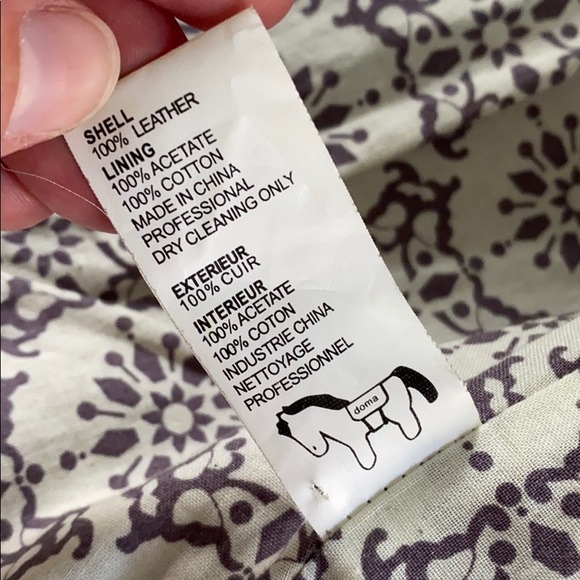 SHELL
100% LEATHER
LINING
100% ACETATE
100% COTTON
MADE IN CHINA
PROFESSIONAL
DRY CLEANING ONLY
EXTERIEUR
100% CUIR
INTERIEUR
100% ACETATE
100% COTON
INDUSTRIE CHINA
NETTOYAGE
PROFESSIONNEL
doma